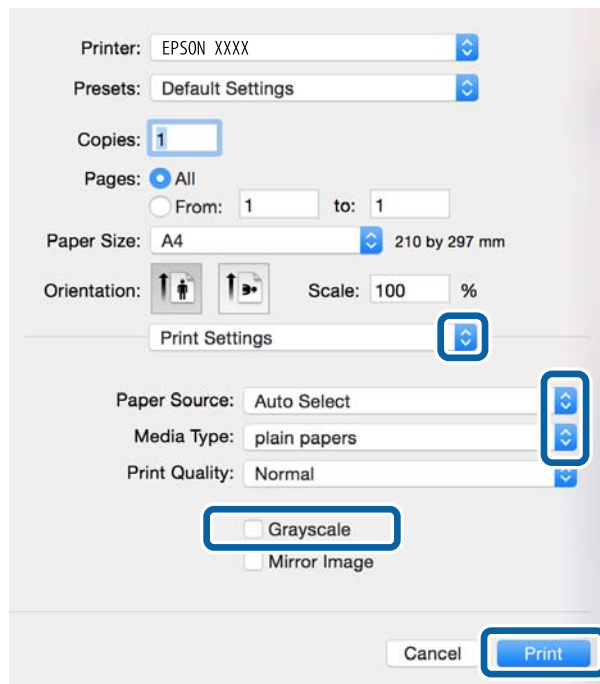 Printer: EPSON XXXX
Presets: Default Settings
Copies: 1
Pages: All
From: 1 to: 1
Paper Size: A4 210 by 297 mm
Orientation: Scale: 100 %
Print Settings
Paper Source: Auto Select
Media Type: plain papers
Print Quality: Normal
Grayscale
Mirror Image
Cancel Print